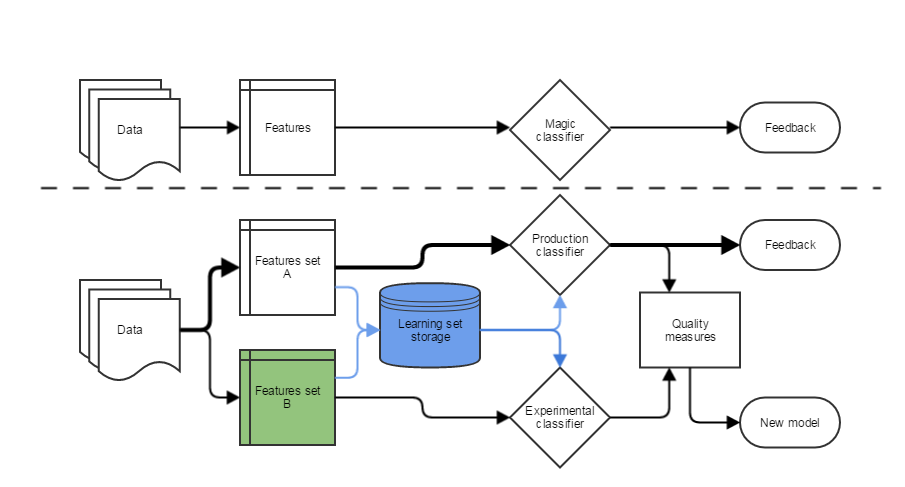 Data
Features
Magic
classifier
Feedback
Features set
A
Production
classifier
Feedback
Data
Learning set
storage
Quality
measures
Features set
B
Experimental
classifier
New model